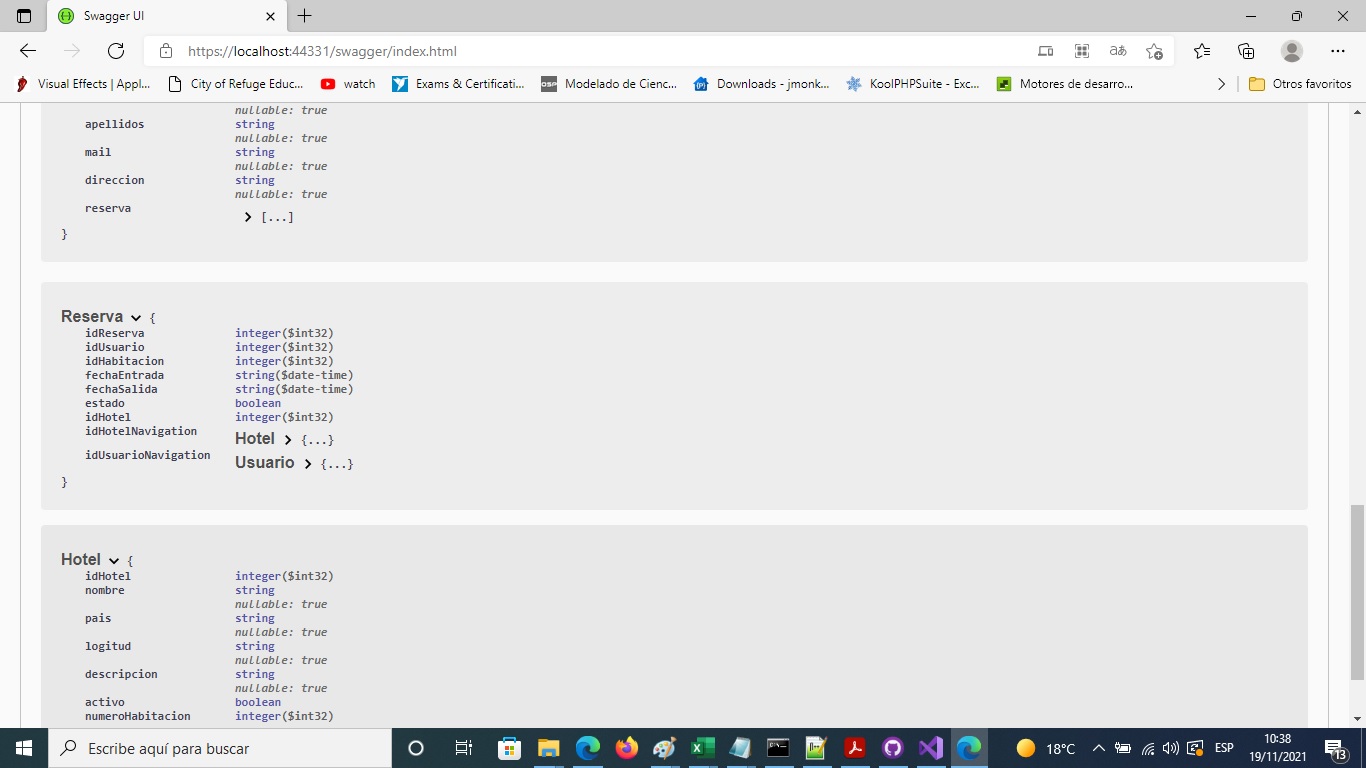 Swagger UI
https://localhost:44331/swagger/index.html
Visual Effects | Appl... City of Refuge Educ... watch Exams & Certificati... Modelado de Cienc... Downloads - jmonk... KoolPHPSuite - Exc... Motores de desarro... Otros favoritos
nullable: true
apellidos string
nullable: true
mail string
nullable: true
direccion string
nullable: true
reserva [...]
}
Reserva {
idReserva integer($int32)
idUsuario integer($int32)
idHabitacion integer($int32)
fechaEntrada string($date-time)
fechaSalida string($date-time)
estado boolean
idHotel integer($int32)
idHotelNavigation Hotel {...}
idUsuarioNavigation Usuario {...}
}
Hotel {
idHotel integer($int32)
nombre string
nullable: true
pais string
nullable: true
logitud string
nullable: true
descripcion string
nullable: true
activo boolean
numeroHabitacion integer($int32)
Escribe aquí para buscar 18°C ESP 10:38
19/11/2021 13